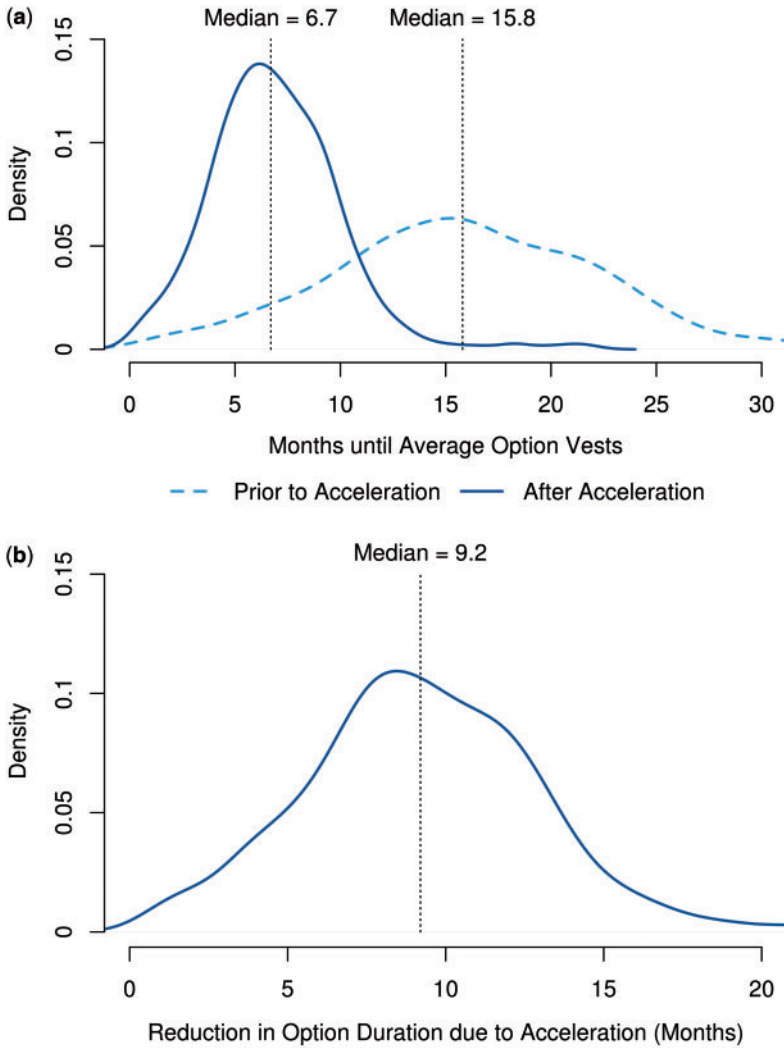 (a)
Median = 6.7 Median = 15.8
0.15
0.1
0.05
0
Density
0 5 10 15 20 25 30
Months until Average Option Vests
Prior to Acceleration After Acceleration
(b)
Median = 9.2
0.15
0.1
0.05
0
Density
0 5 10 15 20
Reduction in Option Duration due to Acceleration (Months)